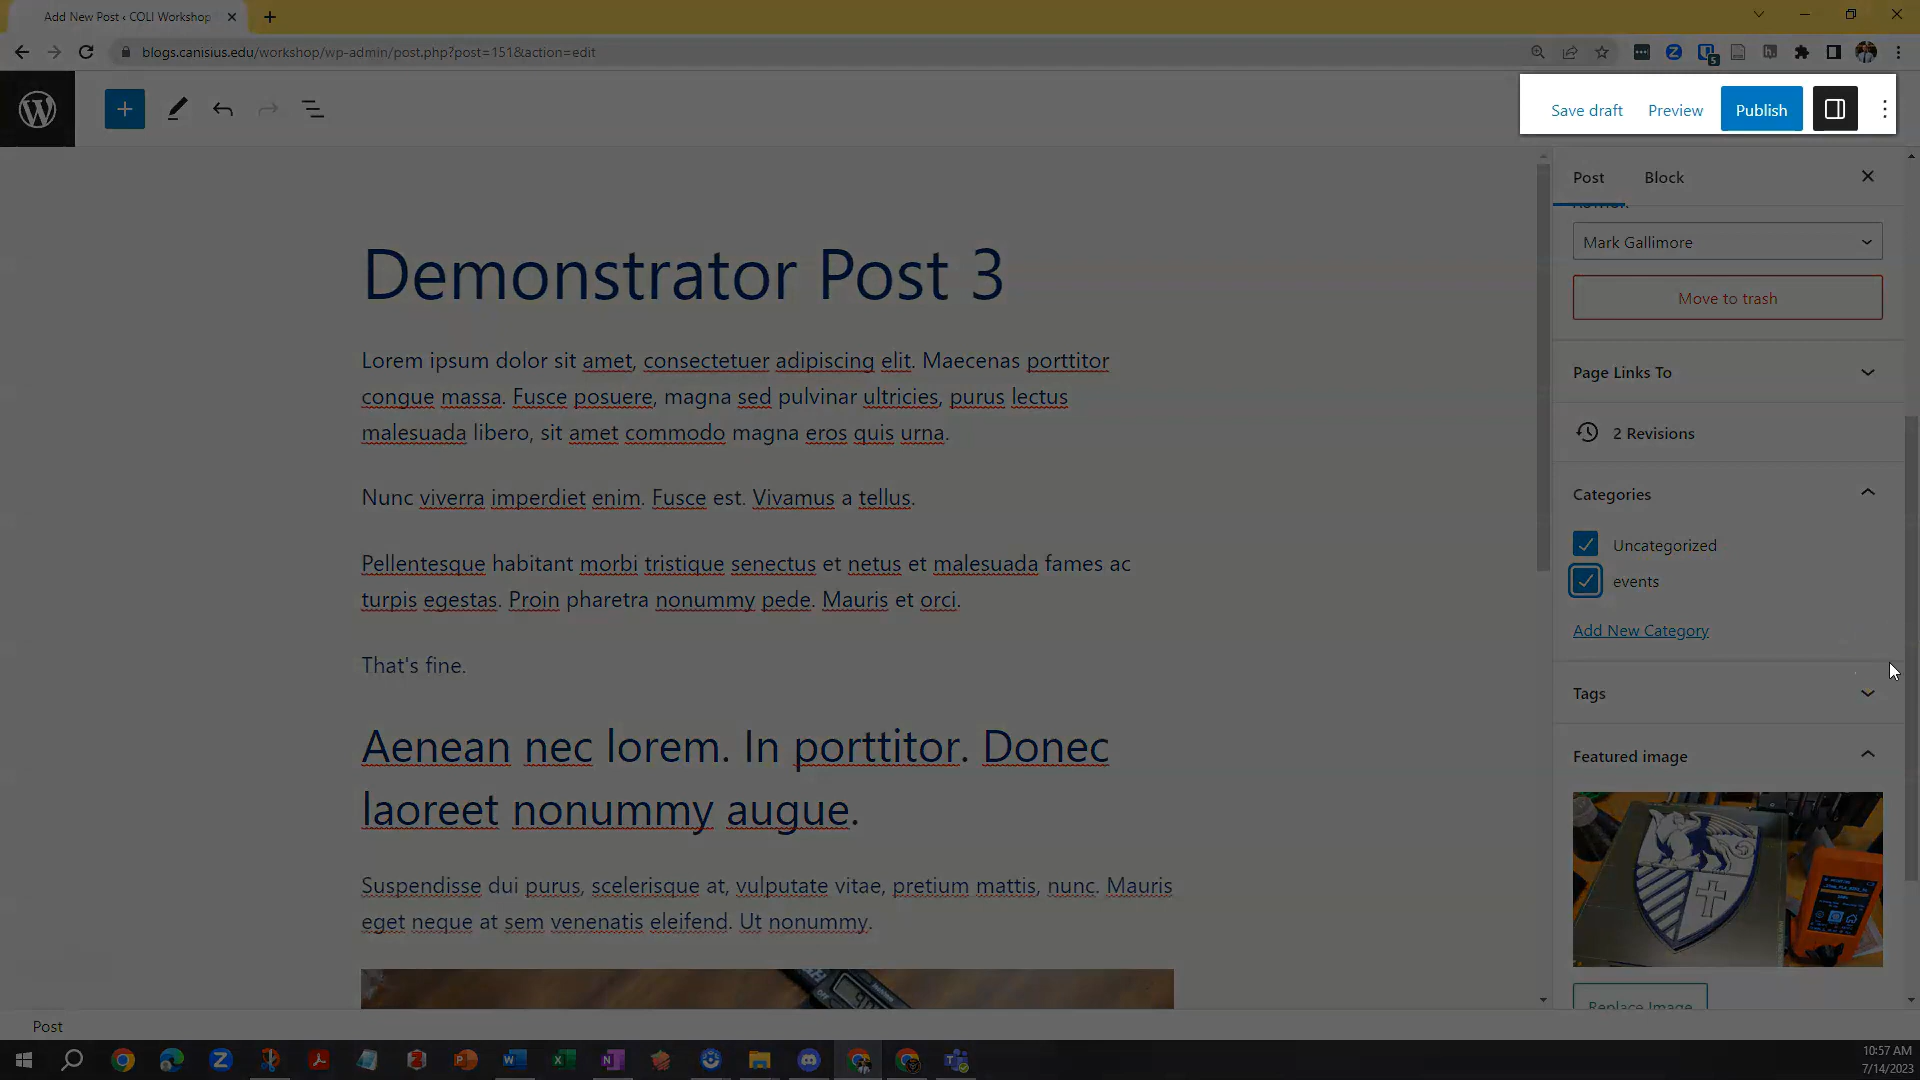 Add New Post ‹ COLI Workshop
blogs.canisius.edu/workshop/wp-admin/post.php?post=151&action=edit
5
Save draft
Preview
Publish
Post
Block
Mark Gallimore
Move to trash
Page Links To
2 Revisions
Categories
Uncategorized
events
Add New Category
Tags
Featured image
Replace Image
Demonstrator Post 3
Lorem ipsum dolor sit amet, consectetuer adipiscing elit. Maecenas porttitor
congue massa. Fusce posuere, magna sed pulvinar ultricies, purus lectus
malesuada libero, sit amet commodo magna eros quis urna.
Nunc viverra imperdiet enim. Fusce est. Vivamus a tellus.
Pellentesque habitant morbi tristique senectus et netus et malesuada fames ac
turpis egestas. Proin pharetra nonummy pede. Mauris et orci.
That's fine.
Aenean nec lorem. In porttitor. Donec
laoreet nonummy augue.
Suspendisse dui purus, scelerisque at, vulputate vitae, pretium mattis, nunc. Mauris
eget neque at sem venenatis eleifend. Ut nonummy.
Post
10:57 AM
7/14/2023